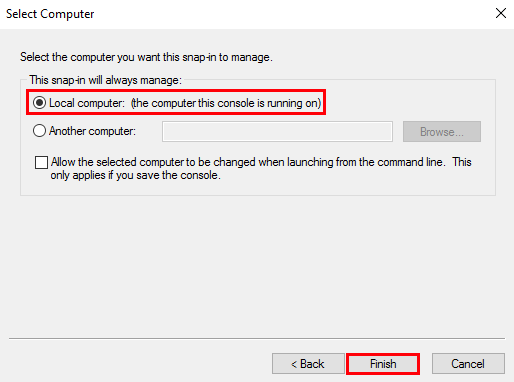 Select Computer
Select the computer you want this snap-in to manage.
This snap-in will always manage:
Local computer:  (the computer this console is running on)
Another computer:
Browse...
Allow the selected computer to be changed when launching from the command line.  This
only applies if you save the console.
< Back
Finish
Cancel